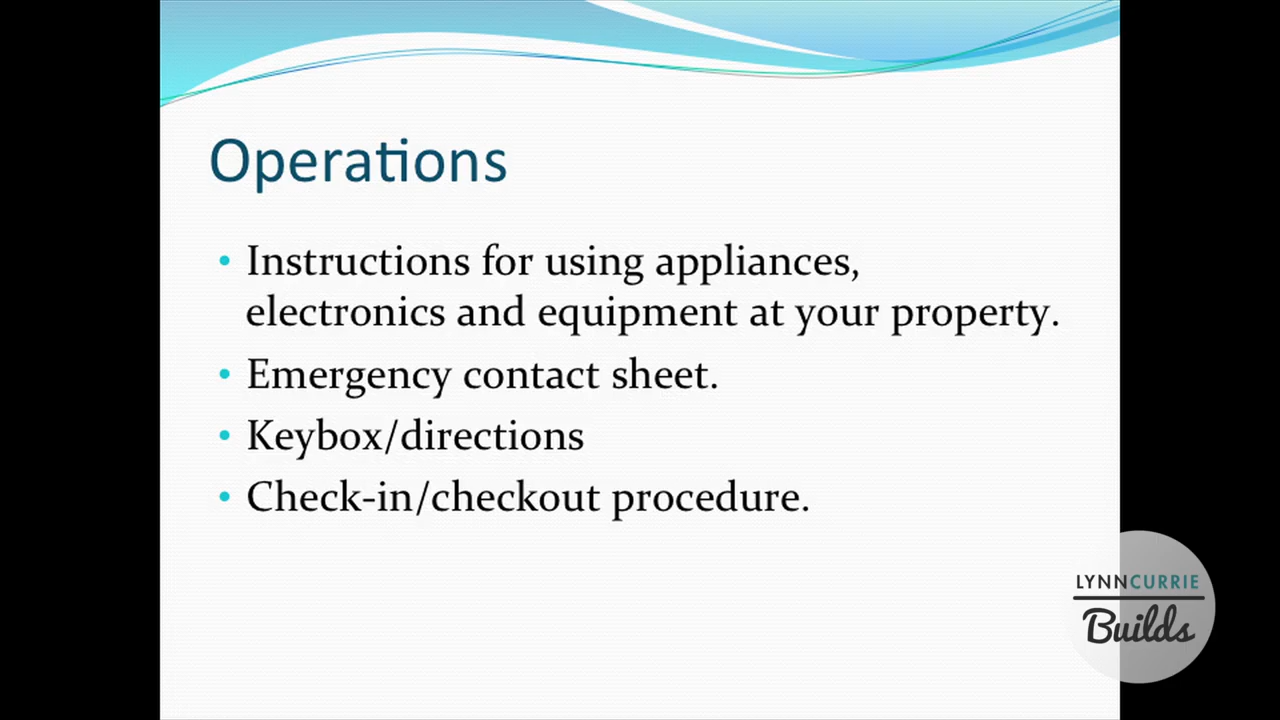 Operations
• Instructions for using appliances,
electronics and equipment at your property.
• Emergency contact sheet.
• Keybox/directions
• Check-in/checkout procedure.
LYNNCURRIE
Builds